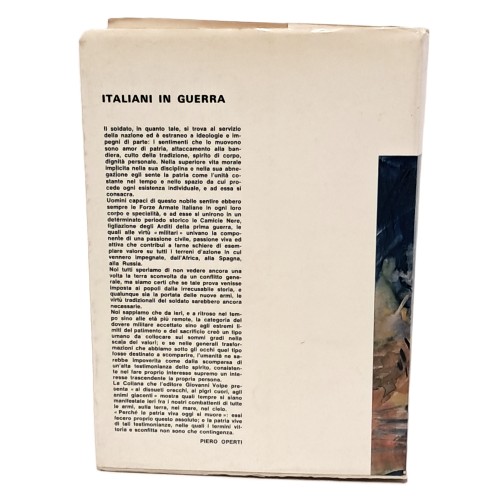 ITALIANI IN GUERRA
Il soldato, in quanto tale, si trova al servizio
della nazione ed è estraneo a ideologie e im-
pegni di parte: i sentimenti che lo muovono
sono amor di patria, attaccamento alla ban-
diera, culto della tradizione, spirito di corpo,
dignità personale. Nella superiore vita morale
implicita nella sua disciplina e nella sua ab-
negazione egli sente la patria come l'unità co-
stante nel tempo e nello spazio da cui pro-
cede ogni esistenza individuale, e ad essa si
consacra.
Uomini capaci di questo nobile sentire ebbero
sempre le Forze Armate italiane in ogni loro
corpo e specialità, e ad esse si unirono in un
determinato periodo storico le Camicie Nere,
figliazione degli Arditi della prima guerra, le
quali alle virtù « militari » univano la compo-
nente di una passione civile, passione viva ed
attiva che contribuì a farne schiere di esem-
plare valore su tutti i terreni d'azione in cui
vennero impegnate, dall'Africa, alla Spagna,
alla Russia.
Noi tutti speriamo di non vedere ancora una
volta la terra sconvolta da un conflitto gene-
rale, ma siamo certi che se tale prova venisse
imposta ai popoli dalla irrecusabile storia, e
qualunque sia la portata delle nuove armi, le
virtù tradizionali del soldato sarebbero ancora
necessarie.
Noi sappiamo che da ieri, e a ritroso nel tem-
po sino alle età più remote, la categoria del
dovere militare accettato sino agli estremi li-
miti del patimento e del sacrificio creò un tipo
umano da collocare sui sommi gradi nella
scala dei valori; e se nelle generali trasfor-
mazioni che abbiamo sotto gli occhi quel tipo
fosse destinato a scomparire, l'umanità ne sa-
rebbe impoverita come dalla scomparsa di
un'alta testimonianza dello spirito, consisten-
te nel fare proprio interesse supremo un inte-
resse trascendente la propria persona.
La Collana che l'editore Giovanni Volpe pre-
senta « ai dissueti orecchi, ai pigri cuori, agli
animi giacenti » mostra quali tempre si siano
manifestate ieri fra i nostri combattenti di tutte
le armi, sulla terra, nel mare, nel cielo.
« Perché la patria viva oggi si muore »: essi
fecero proprio questo assoluto; e la patria vive
di tali testimonianze, nelle quali i termini vit-
toria e sconfitta non sono che contingenza.
PIERO OPERTI